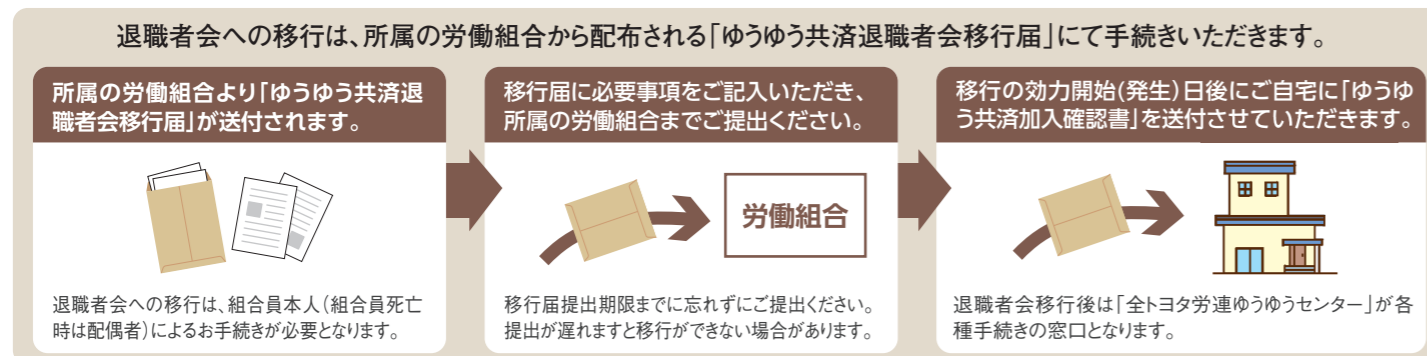 退職者会への移行は、所属の労働組合から配布される「ゆうゆう共済退職者会移行届」にて手続きいただきます。
所属の労働組合より「ゆうゆう共済退
職者会移行届」が送付されます。
退職者会への移行は、組合員本人(組合員死亡
時は配偶者)によるお手続きが必要となります。
移行届に必要事項をご記入いただき、
所属の労働組合までご提出ください。
労働組合
移行届提出期限までに忘れずにご提出ください。
提出が遅れますと移行ができない場合があります。
移行の効力開始(発生)日後にご自宅に「ゆうゆ
う共済加入確認書」を送付させていただきます。
退職者会移行後は「全トヨタ労連ゆうゆうセンター」が各
種手続きの窓口となります。